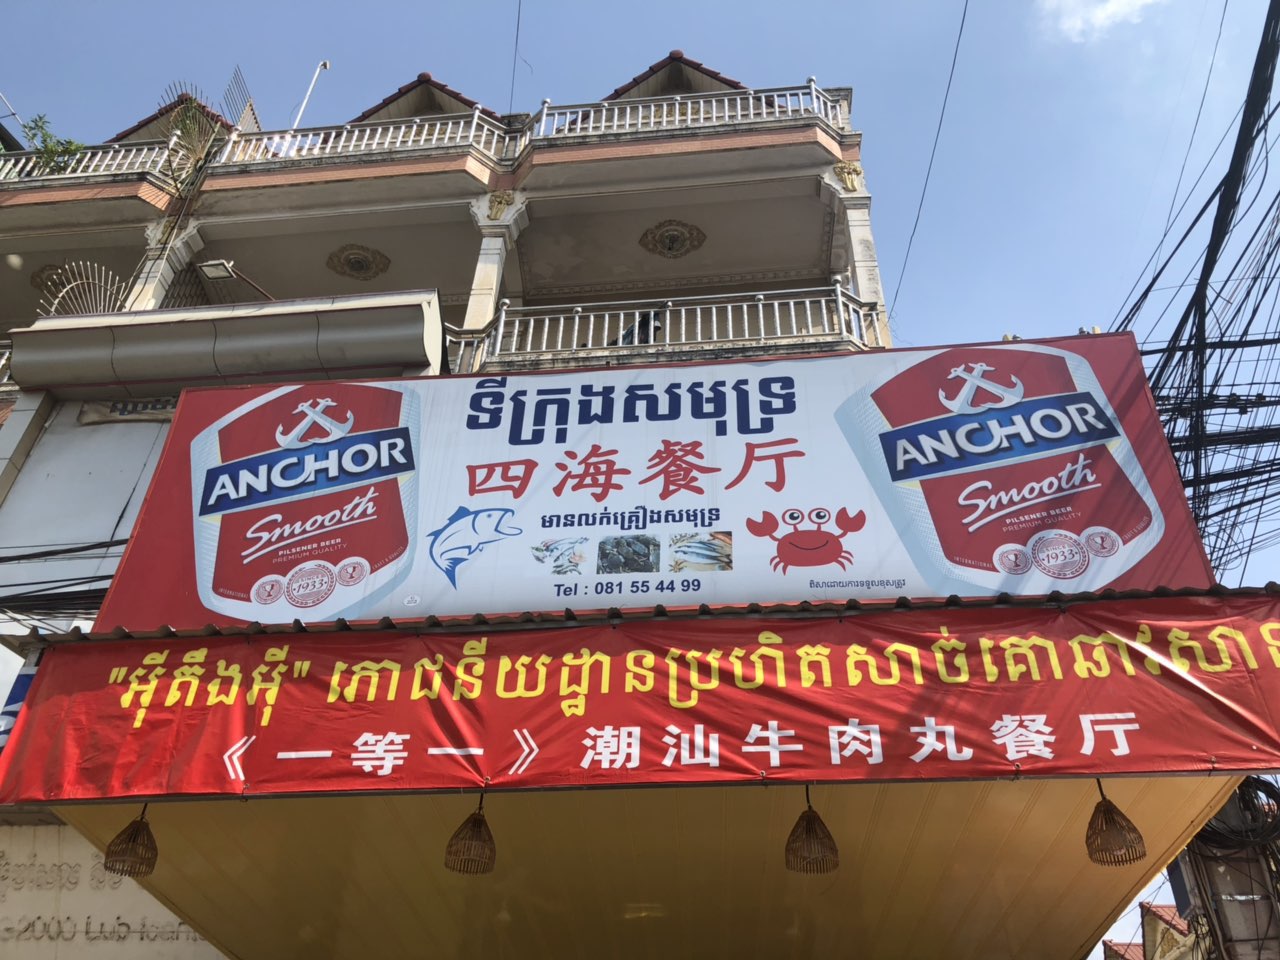 ទីក្រុងសមុទ្រ
四海餐厅
មានលក់គ្រឿងសមុទ្រ
Tel : 081 55 44 99
ANCHOR
Smooth
PILSENER BEER
PREMIUM QUALITY
1933
ANCHOR
Smooth
PILSENER BEER
PREMIUM QUALITY
1933
"អ៊ីតឹងអ៊ី" ភោជនីយដ្ឋានប្រហិតសាច់គោឆាវសាន
《一等一》潮汕牛肉丸餐厅